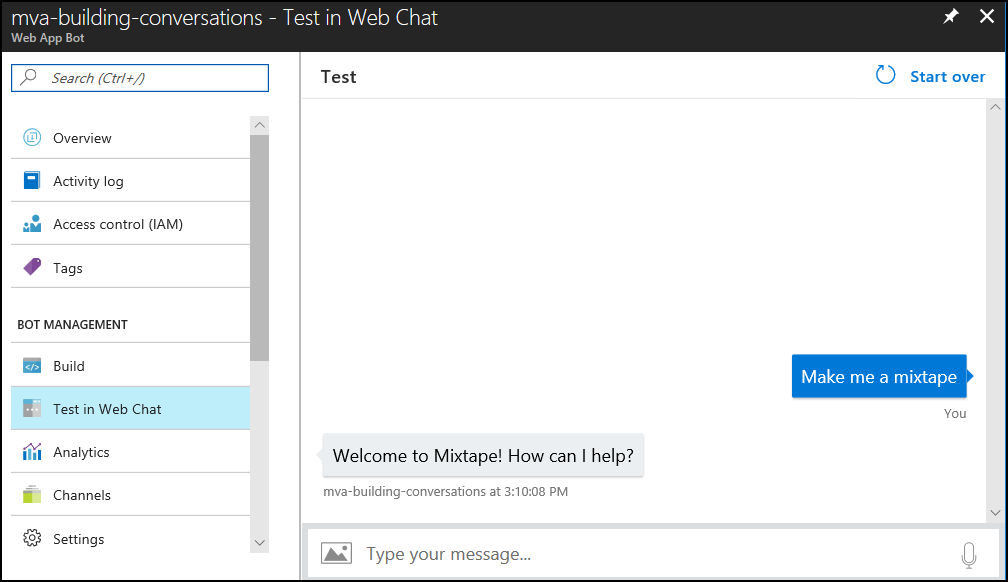 mva-building-conversations - Test in Web Chat
Web App Bot
Search (Ctrl+/)
Overview
Activity log
Access control (IAM)
Tags
BOT MANAGEMENT
Build
Test in Web Chat
Analytics
Channels
Settings
Test
Start over
Make me a mixtape
You
Welcome to Mixtape! How can I help?
mva-building-conversations at 3:10:08 PM
Type your message...